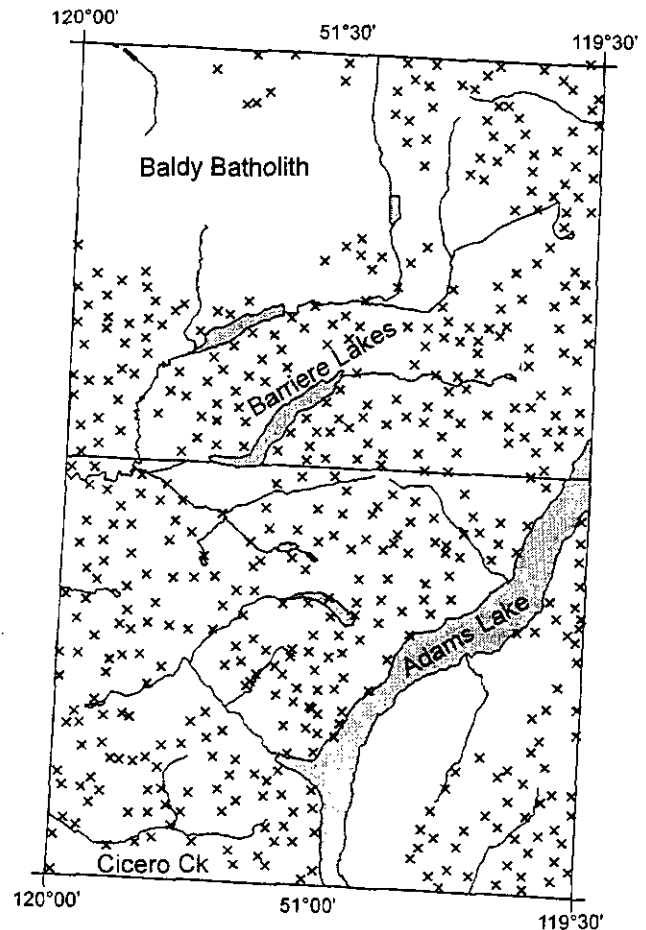 120°00' 51°30' 119°30'
Baldy Batholith
Barriere Lakes
Adams Lake
Cicero Ck
120°00' 51°00' 119°30'